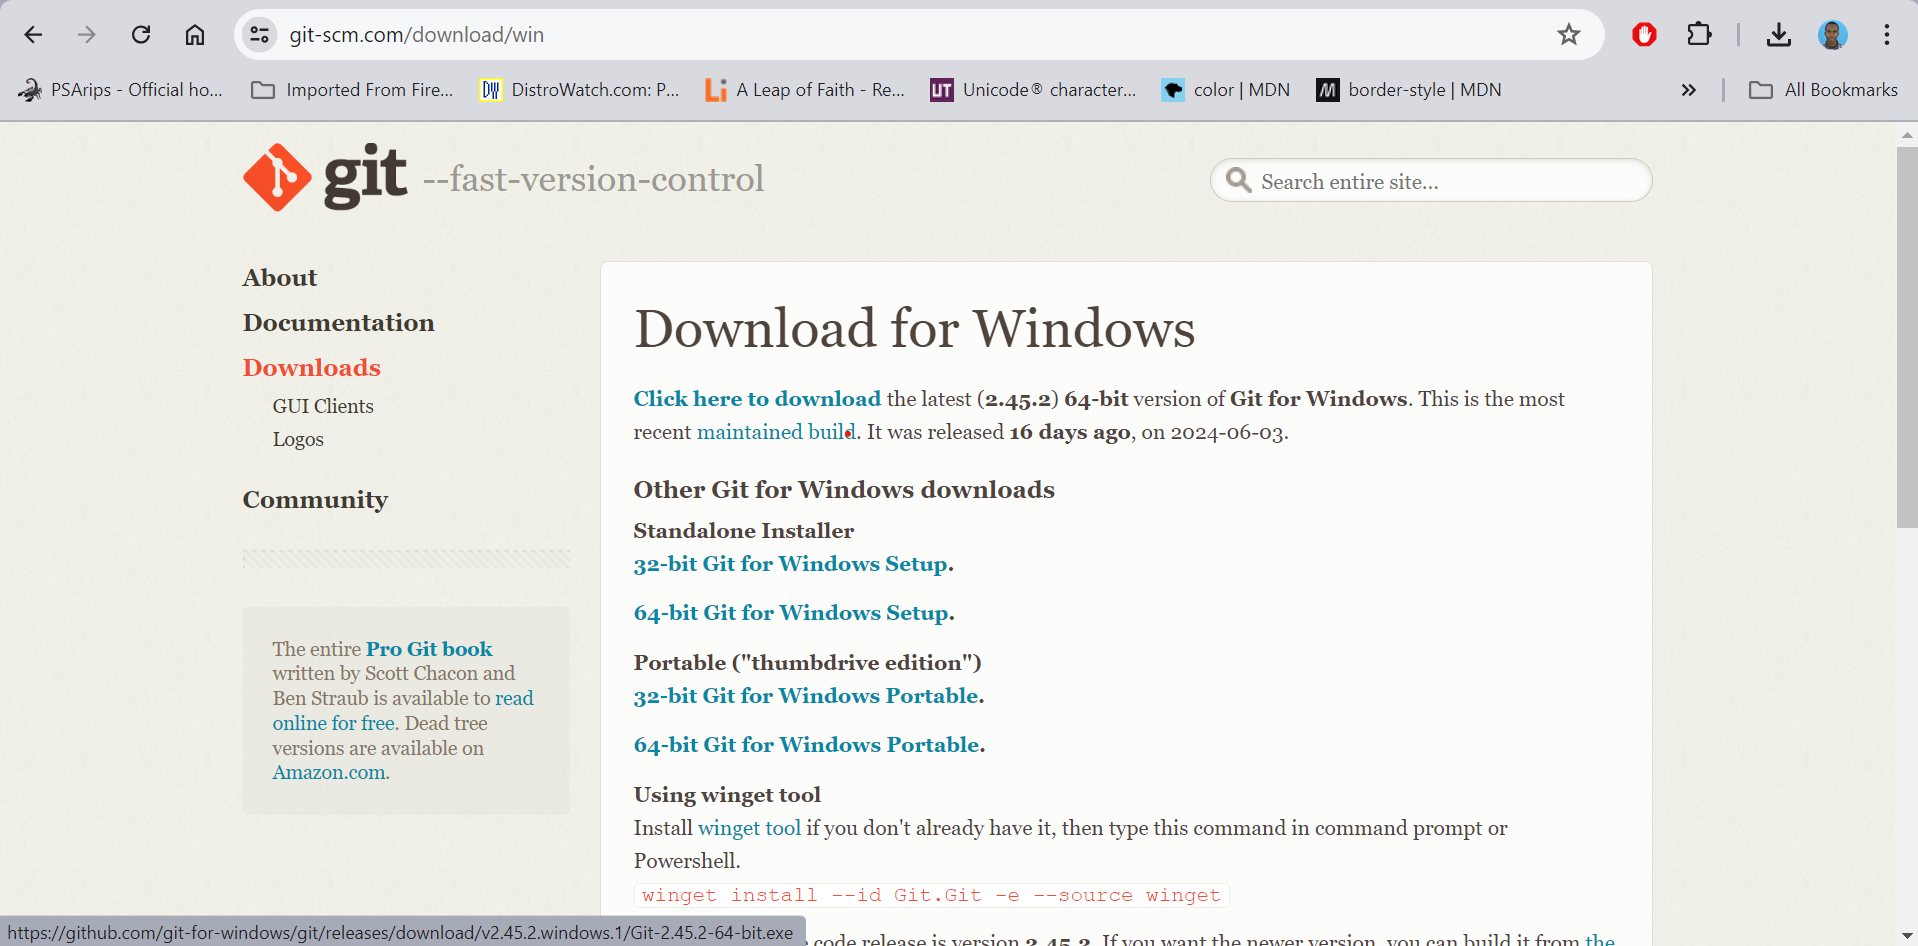 git-scm.com/download/win
PSArips - Official ho...
Imported From Fire...
DW
DistroWatch.com: P...
Li
A Leap of Faith - Re...
UT
Unicode® character...
color | MDN
M
border-style | MDN
»
All Bookmarks
git --fast-version-control
Search entire site...
About
Documentation
Downloads
GUI Clients
Logos
Community
The entire Pro Git book
written by Scott Chacon and
Ben Straub is available to read
online for free. Dead tree
versions are available on
Amazon.com.
Download for Windows
Click here to download the latest (2.45.2) 64-bit version of Git for Windows. This is the most
recent maintained build. It was released 16 days ago, on 2024-06-03.
Other Git for Windows downloads
Standalone Installer
32-bit Git for Windows Setup.
64-bit Git for Windows Setup.
Portable ("thumbdrive edition")
32-bit Git for Windows Portable.
64-bit Git for Windows Portable.
Using winget tool
Install winget tool if you don't already have it, then type this command in command prompt or
Powershell.
winget install --id Git.Git -e --source winget
code release is version 2.45.2. If you want the newer version, you can build it from the
https://github.com/git-for-windows/git/releases/download/v2.45.2.windows.1/Git-2.45.2-64-bit.exe